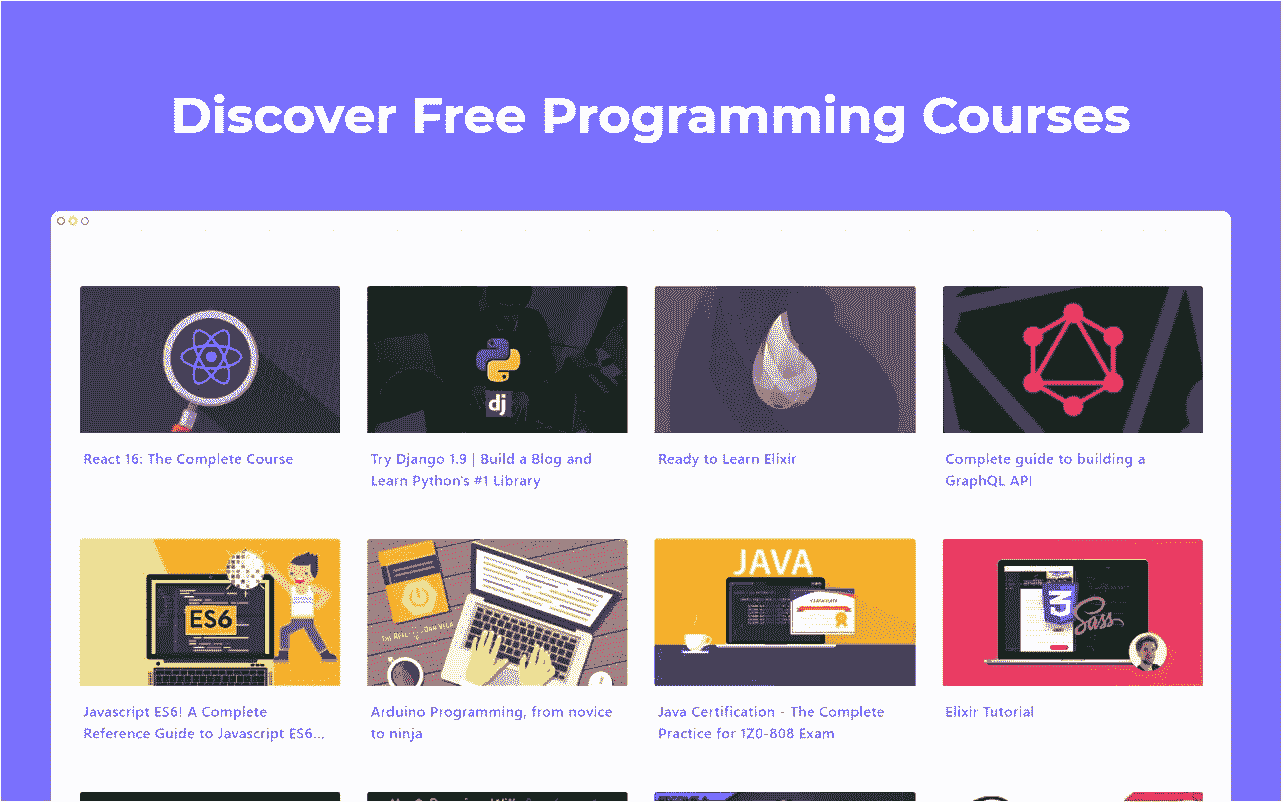 Discover Free Programming Courses
dj
React 16: The Complete Course
Try Django 1.9 | Build a Blog and
Learn Python's #1 Library
Ready to Learn Elixir
Complete guide to building a
GraphQL API
ES6
JAVA
Sass
Javascript ES6! A Complete
Reference Guide to Javascript ES6...
Arduino Programming, from novice
to ninja
Java Certification - The Complete
Practice for 1Z0-808 Exam
Elixir Tutorial